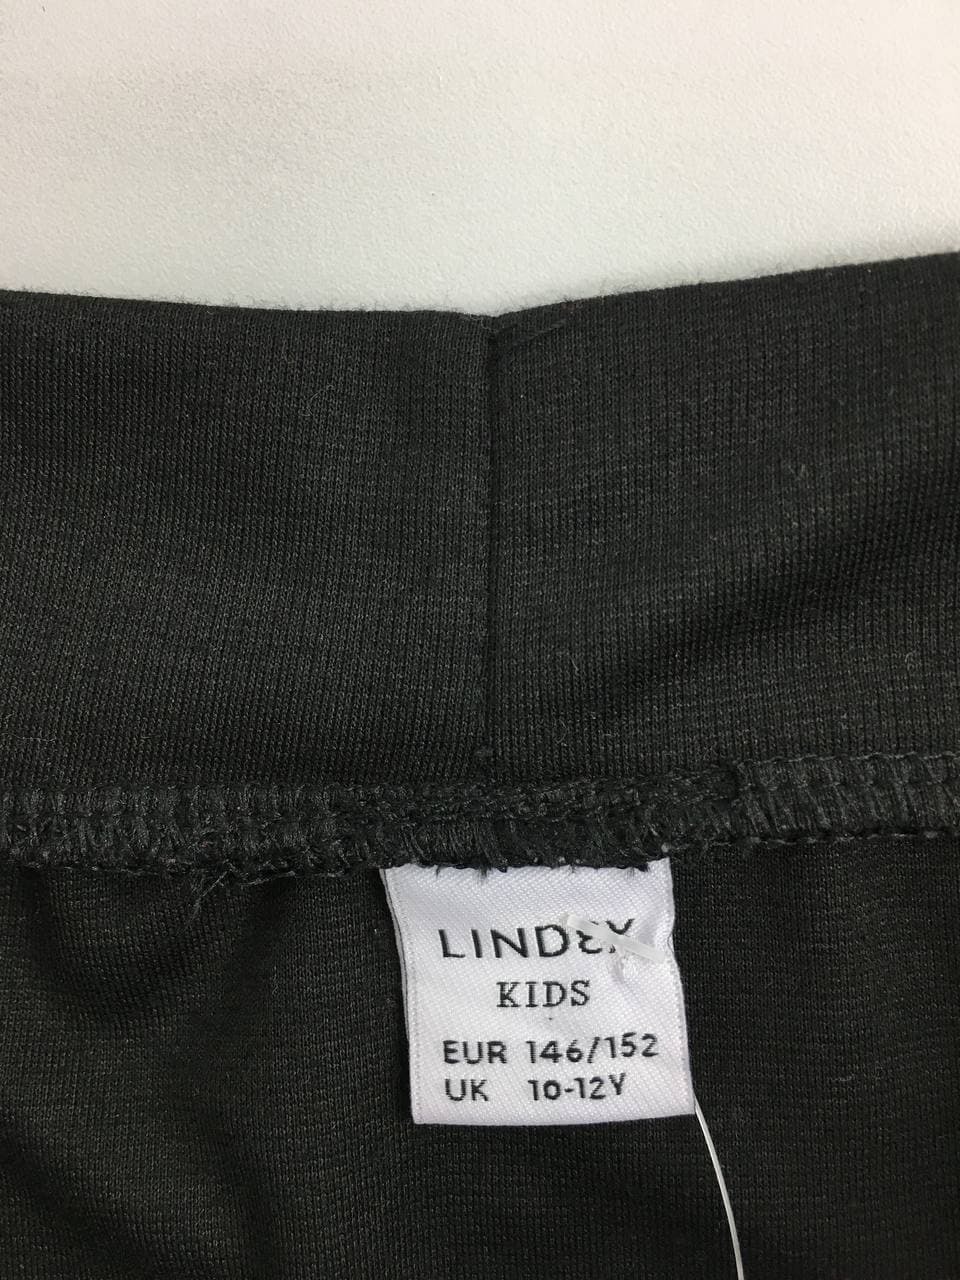 LINDEX
KIDS
EUR 146/152
UK 10-12Y